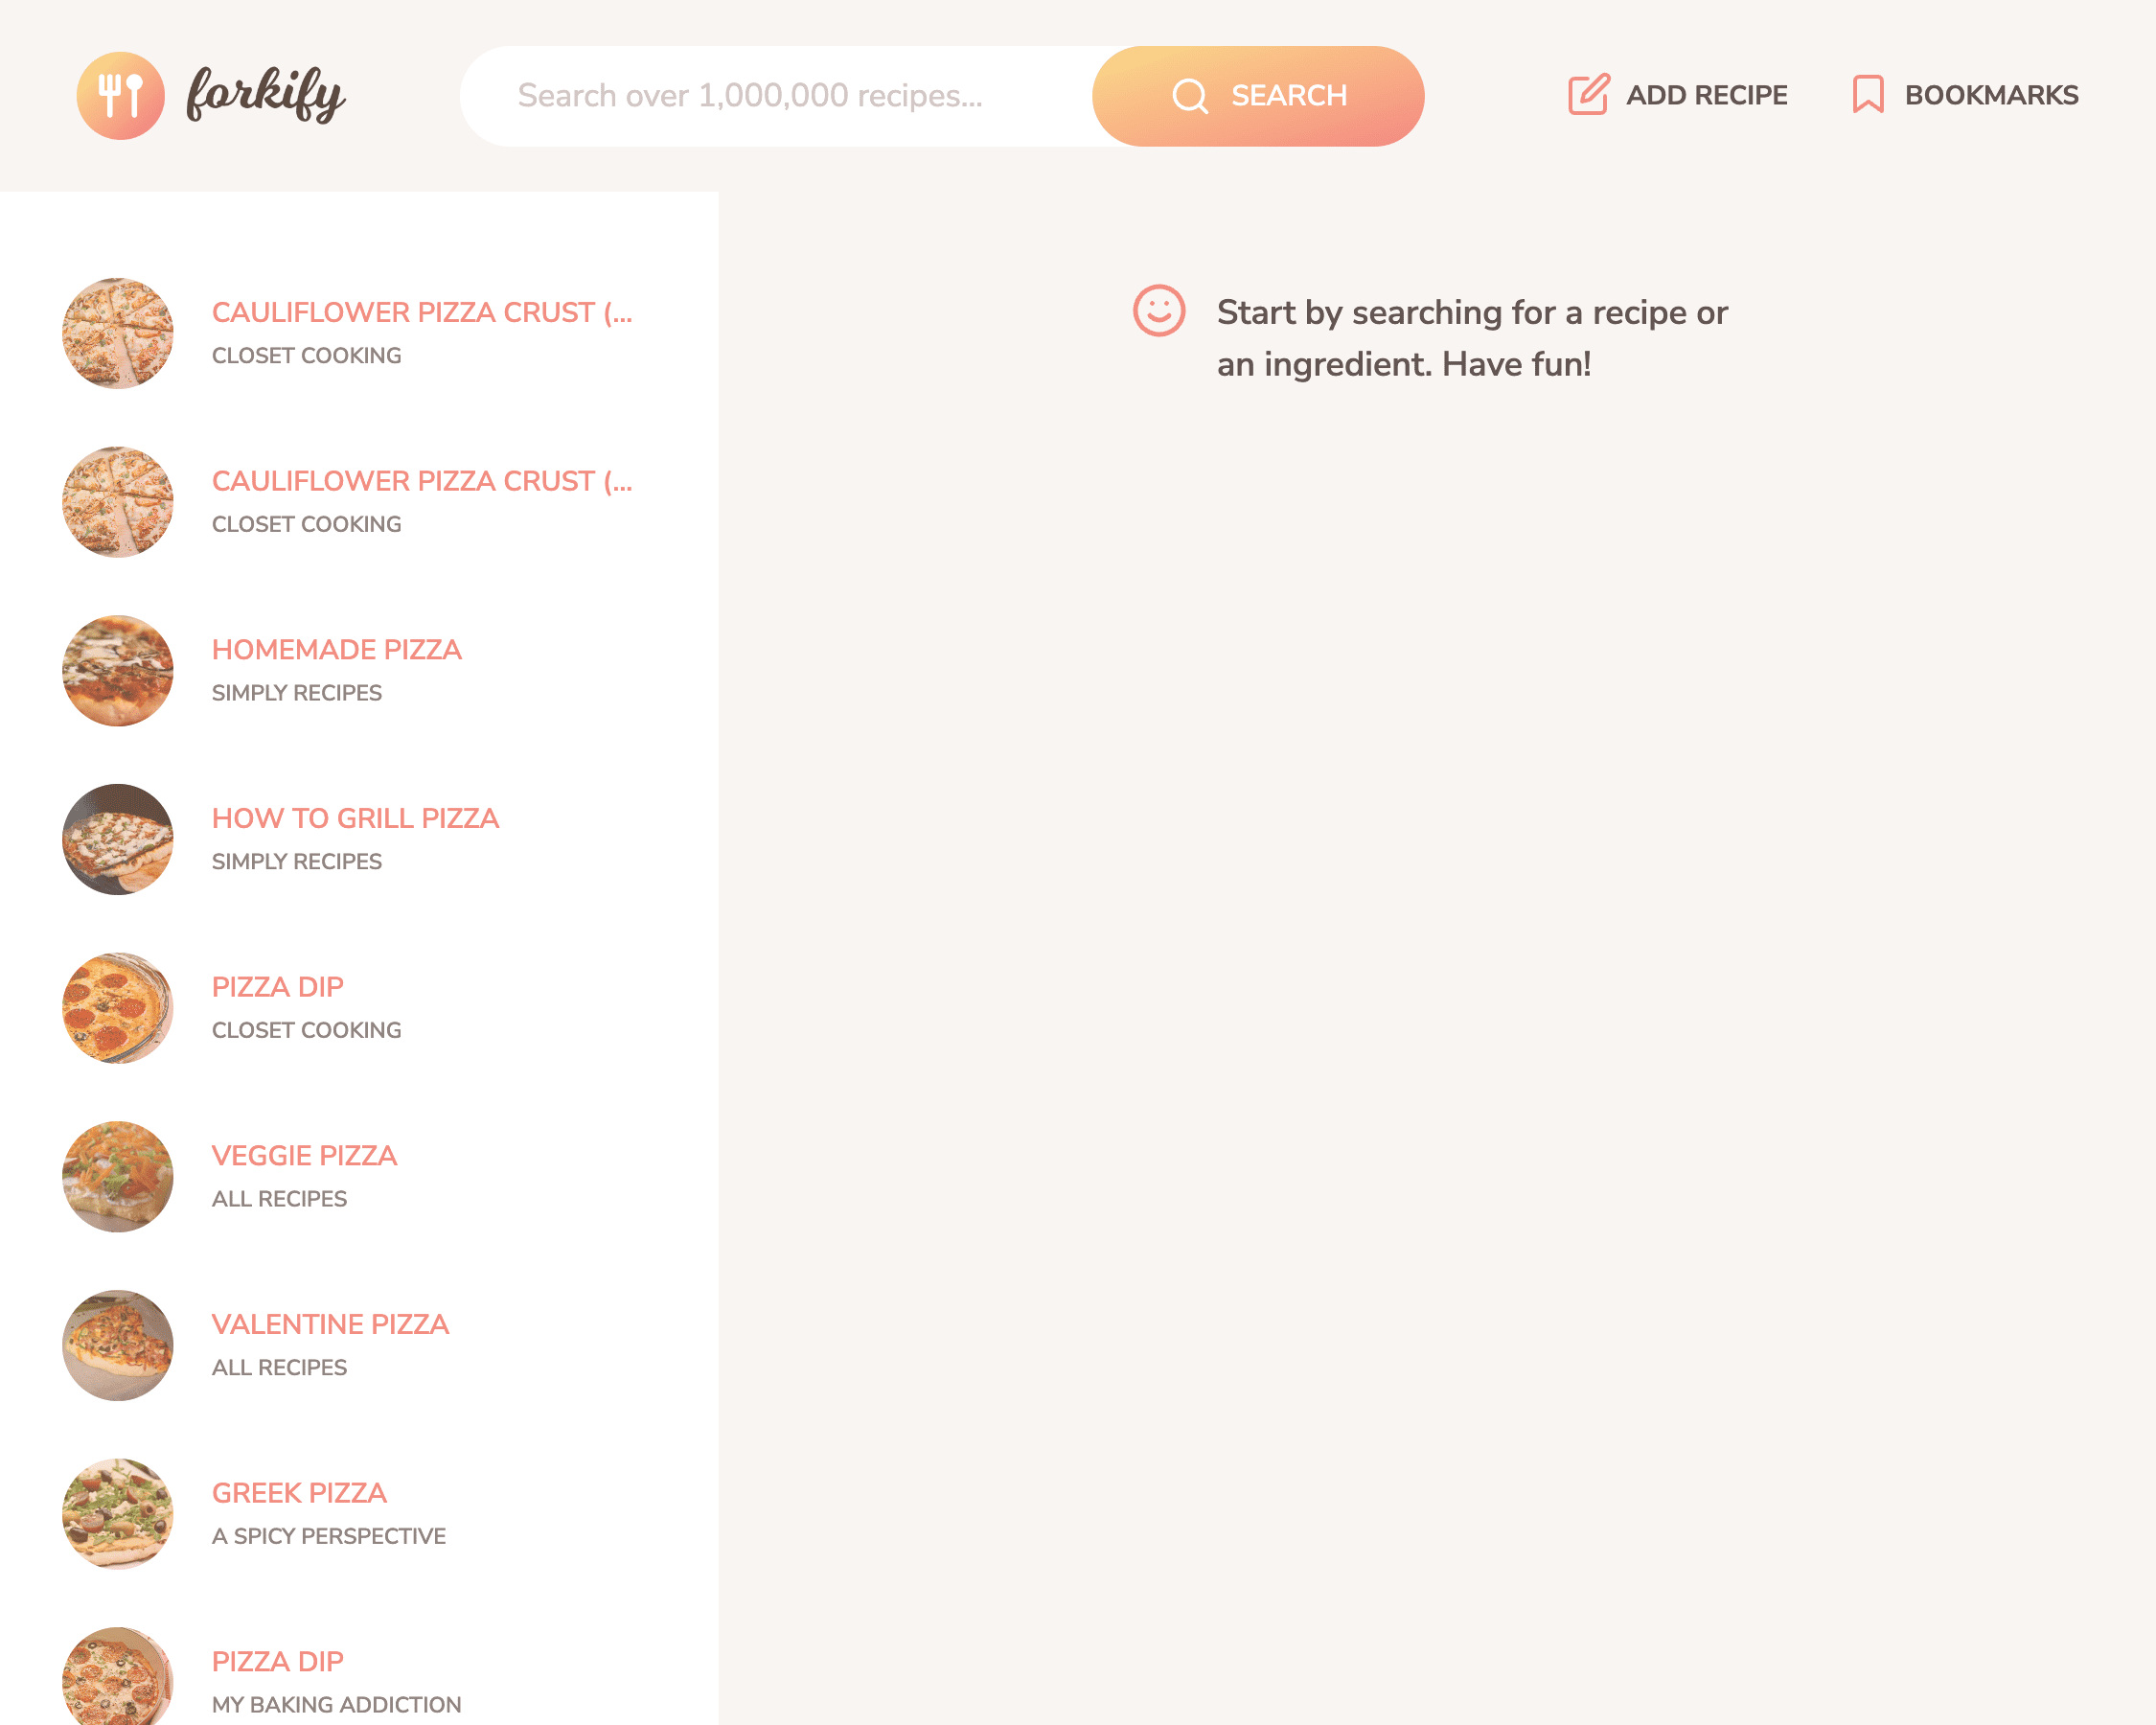 forkify
Search over 1,000,000 recipes...
SEARCH
ADD RECIPE
BOOKMARKS
CAULIFLOWER PIZZA CRUST (...
CLOSET COOKING
CAULIFLOWER PIZZA CRUST (...
CLOSET COOKING
HOMEMADE PIZZA
SIMPLY RECIPES
HOW TO GRILL PIZZA
SIMPLY RECIPES
PIZZA DIP
CLOSET COOKING
VEGGIE PIZZA
ALL RECIPES
VALENTINE PIZZA
ALL RECIPES
GREEK PIZZA
A SPICY PERSPECTIVE
PIZZA DIP
MY BAKING ADDICTION
Start by searching for a recipe or
an ingredient. Have fun!